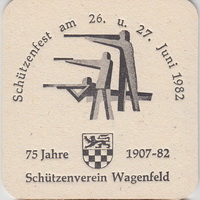 Schützenfest am 26. u. 27. Juni 1982
75 Jahre 1907-82
Schützenverein Wagenfeld